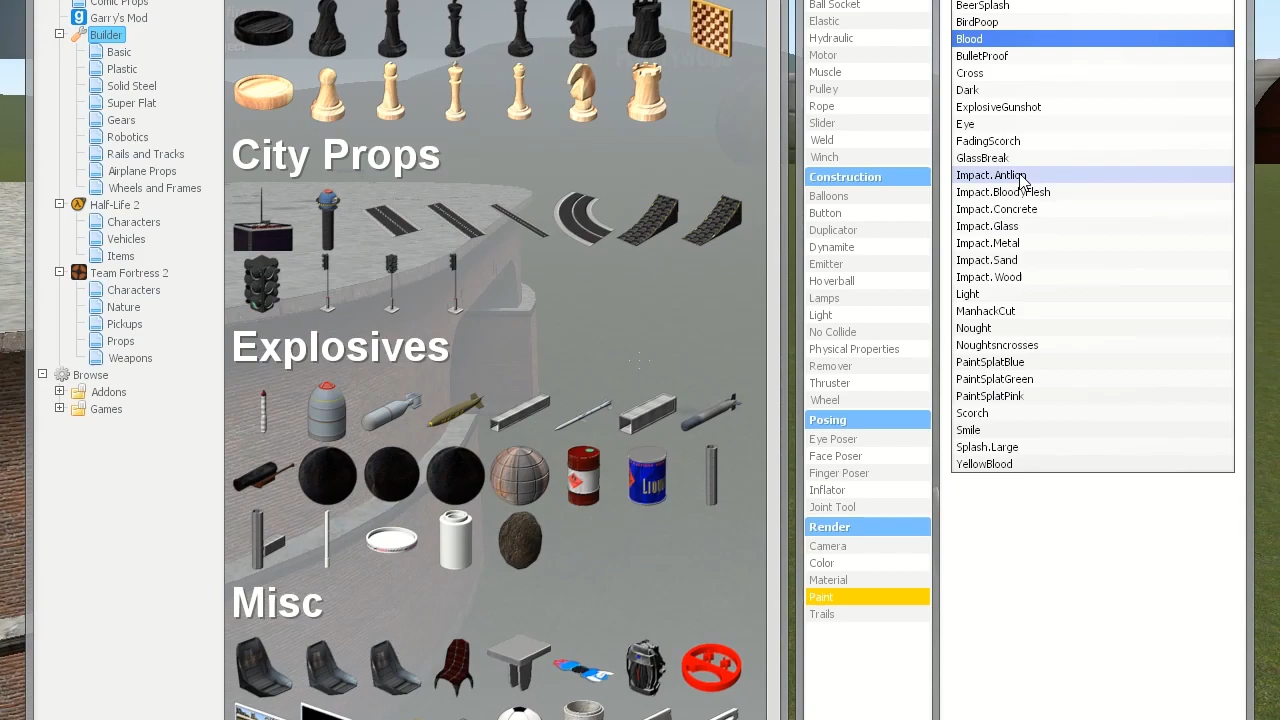 Comic Props
Garry's Mod
Builder
Basic
Plastic
Solid Steel
Super Flat
Gears
Robotics
Rails and Tracks
Airplane Props
Wheels and Frames
Half-Life 2
Characters
Vehicles
Items
Team Fortress 2
Characters
Nature
Pickups
Props
Weapons
Browse
Addons
Games
City Props
Explosives
Misc
Ball Socket
Elastic
Hydraulic
Motor
Muscle
Pulley
Rope
Slider
Weld
Winch
Construction
Balloons
Button
Duplicator
Dynamite
Emitter
Hoverball
Lamps
Light
No Collide
Physical Properties
Remover
Thruster
Wheel
Posing
Eye Poser
Face Poser
Finger Poser
Inflator
Joint Tool
Render
Camera
Color
Material
Paint
Trails
BeerSplash
BirdPoop
Blood
BulletProof
Cross
Dark
ExplosiveGunshot
Eye
FadingScorch
GlassBreak
Impact.Antlion
Impact.BloodyFlesh
Impact.Concrete
Impact.Glass
Impact.Metal
Impact.Sand
Impact.Wood
Light
ManhackCut
Nought
Noughtsncrosses
PaintSplatBlue
PaintSplatGreen
PaintSplatPink
Scorch
Smile
Splash.Large
YellowBlood